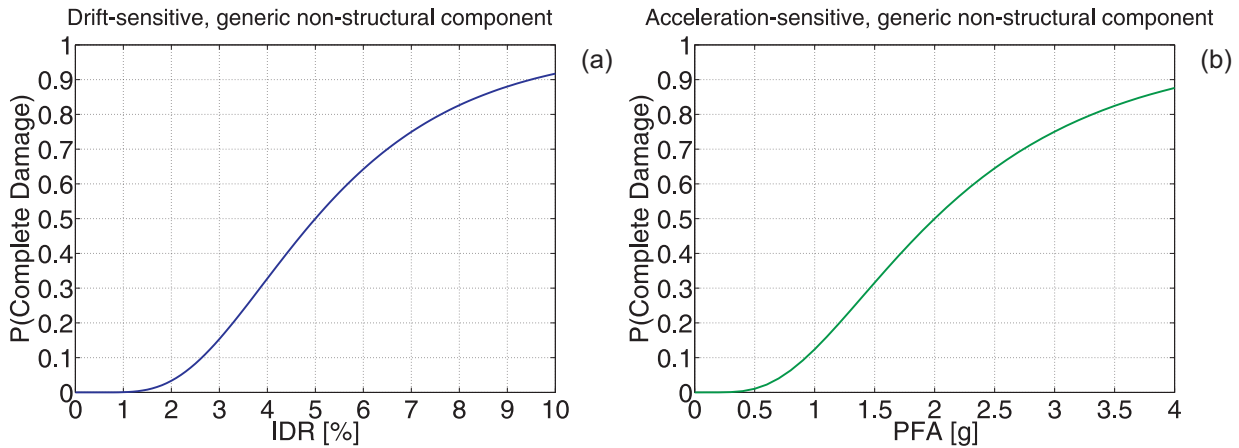 Drift-sensitive, generic non-structural component
(a)
P(Complete Damage)
1
0.9
0.8
0.7
0.6
0.5
0.4
0.3
0.2
0.1
0
0 1 2 3 4 5 6 7 8 9 10
IDR [%]
Acceleration-sensitive, generic non-structural component
(b)
P(Complete Damage)
1
0.9
0.8
0.7
0.6
0.5
0.4
0.3
0.2
0.1
0
0 0.5 1 1.5 2 2.5 3 3.5 4
PFA [g]